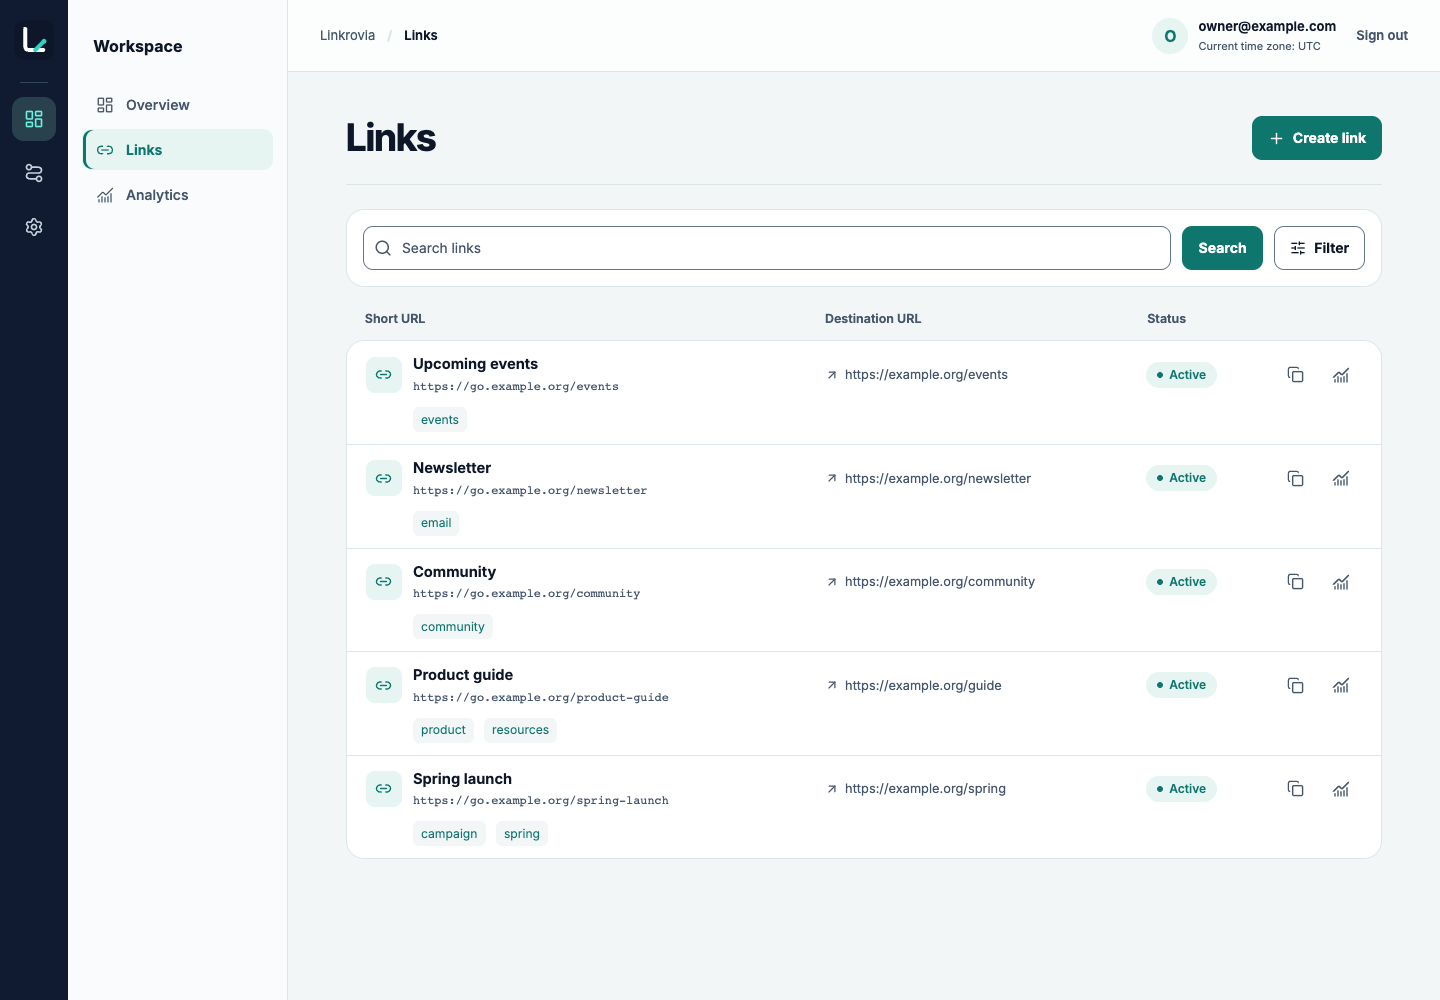 Workspace
Overview
Links
Analytics
Linkrovia / Links
owner@example.com
Current time zone: UTC
O
Sign out
Links
Create link
Search links
Search
Filter
Short URL
Destination URL
Status
Upcoming events
https://go.example.org/events
events
https://example.org/events
Active
Newsletter
https://go.example.org/newsletter
email
https://example.org/newsletter
Active
Community
https://go.example.org/community
community
https://example.org/community
Active
Product guide
https://go.example.org/product-guide
product resources
https://example.org/guide
Active
Spring launch
https://go.example.org/spring-launch
campaign spring
https://example.org/spring
Active